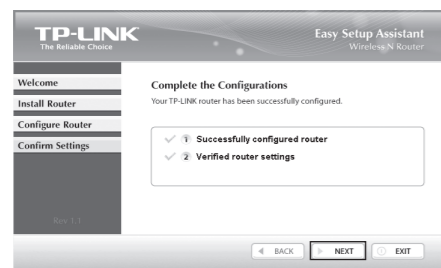 TP-LINK
The Reliable Choice
Easy Setup Assistant
Wireless N Router
Welcome
Install Router
Configure Router
Confirm Settings
Rev 1.1
Complete the Configurations
Your TP-LINK router has been successfully configured.
1 Successfully configured router
2 Verified router settings
BACK
NEXT
EXIT